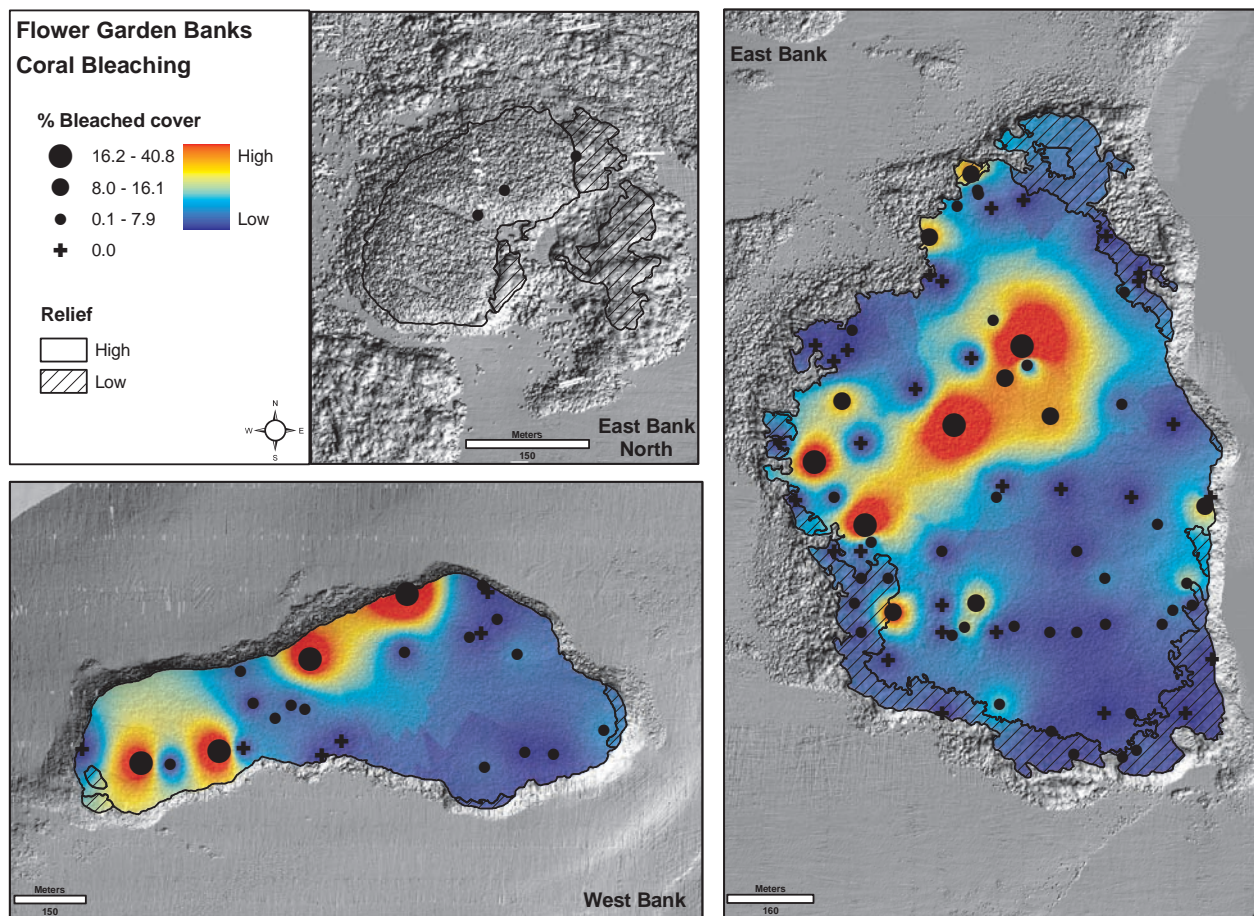 Flower Garden Banks
Coral Bleaching
% Bleached cover
16.2 - 40.8
8.0 - 16.1
0.1 - 7.9
0.0
High
Low
Relief
High
Low
N
W E
S
Meters
150
East Bank
North
East Bank
Meters
160
Meters
150
West Bank